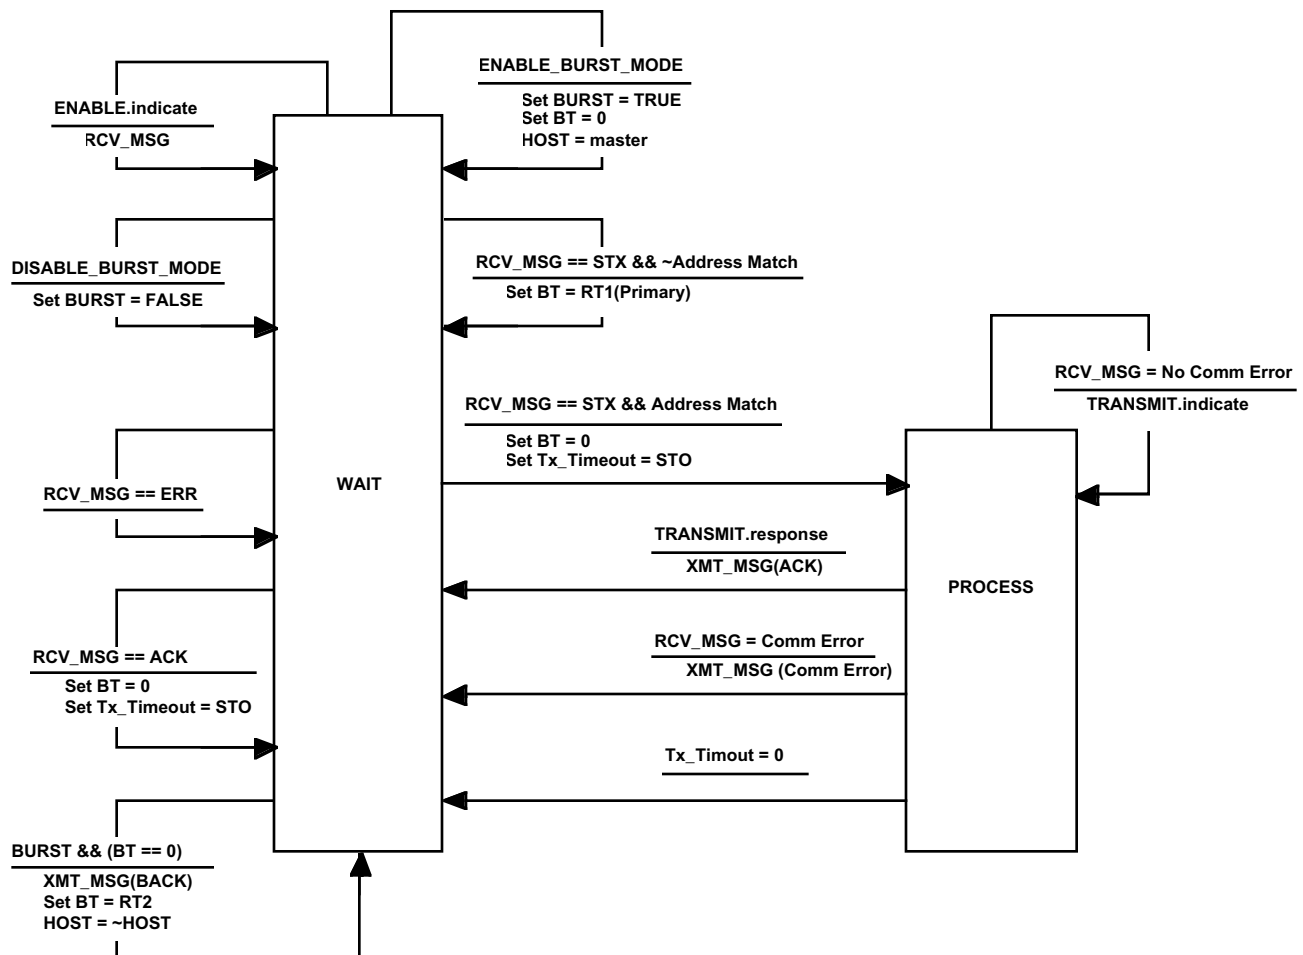 ENABLE_BURST_MODE
Set BURST = TRUE
Set BT = 0
HOST = master
ENABLE.indicate
RCV_MSG
DISABLE_BURST_MODE
Set BURST = FALSE
RCV_MSG == STX && ~Address Match
Set BT = RT1(Primary)
RCV_MSG = No Comm Error
TRANSMIT.indicate
RCV_MSG == STX && Address Match
Set BT = 0
Set Tx_Timeout = STO
WAIT
RCV_MSG == ERR
TRANSMIT.response
XMT_MSG(ACK)
PROCESS
RCV_MSG = Comm Error
XMT_MSG (Comm Error)
RCV_MSG == ACK
Set BT = 0
Set Tx_Timeout = STO
Tx_Timout = 0
BURST && (BT == 0)
XMT_MSG(BACK)
Set BT = RT2
HOST = ~HOST